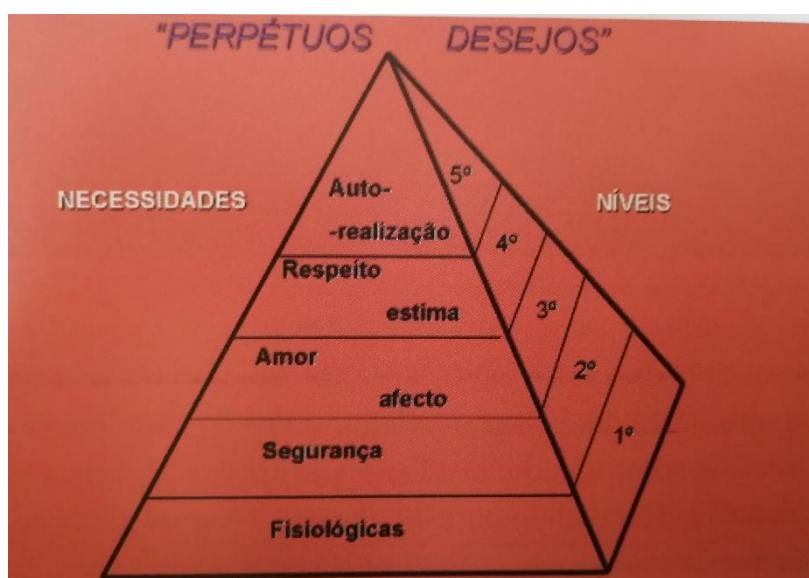 "PERPÉTUOS DESEJOS"
NECESSIDADES
NÍVEIS
Auto-
-realização
5º
Respeito
estima
4º
Amor
afecto
3º
Segurança
2º
Fisiológicas
1º